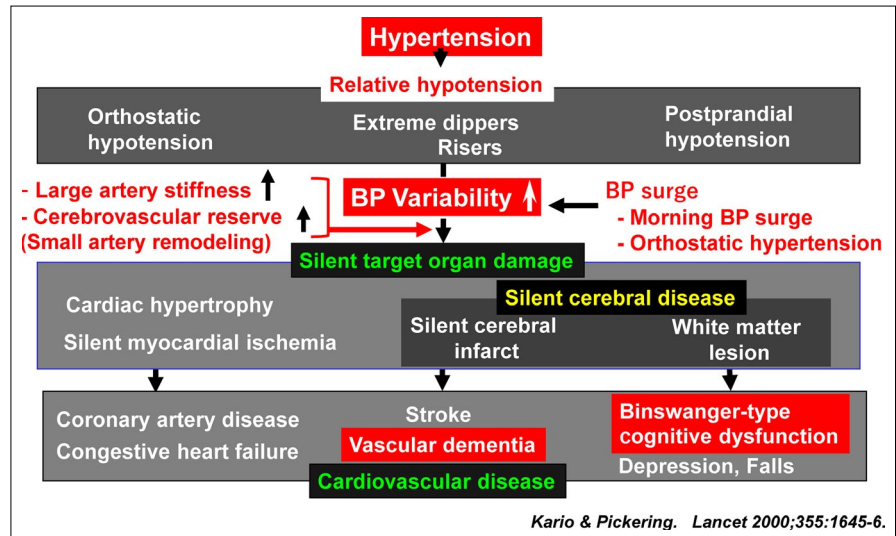 Hypertension
Relative hypotension
Orthostatic
hypotension
Extreme dippers
Risers
Postprandial
hypotension
- Large artery stiffness
- Cerebrovascular reserve
(Small artery remodeling)
BP Variability
BP surge
- Morning BP surge
- Orthostatic hypertension
Silent target organ damage
Cardiac hypertrophy
Silent myocardial ischemia
Silent cerebral disease
Silent cerebral
infarct
White matter
lesion
Coronary artery disease
Congestive heart failure
Stroke
Vascular dementia
Binswanger-type
cognitive dysfunction
Depression, Falls
Cardiovascular disease
Kario & Pickering. Lancet 2000;355:1645-6.